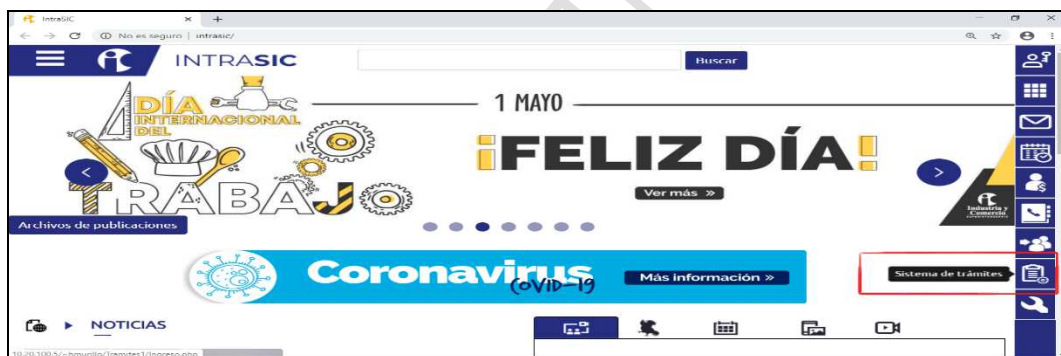 IntraSIC
No es seguro | intrasic/
INTRASIC
Buscar
DÍA
INTERNACIONAL
DEL
TRABAJO
1 MAYO
¡FELIZ DÍA!
Ver más »
Industria y
Comercio
Archivos de publicaciones
Coronavirus
COVID-19
Más información »
Sistema de trámites
NOTICIAS
10.20.100.5/~hmurillo/Tramites1/Ingreso.php